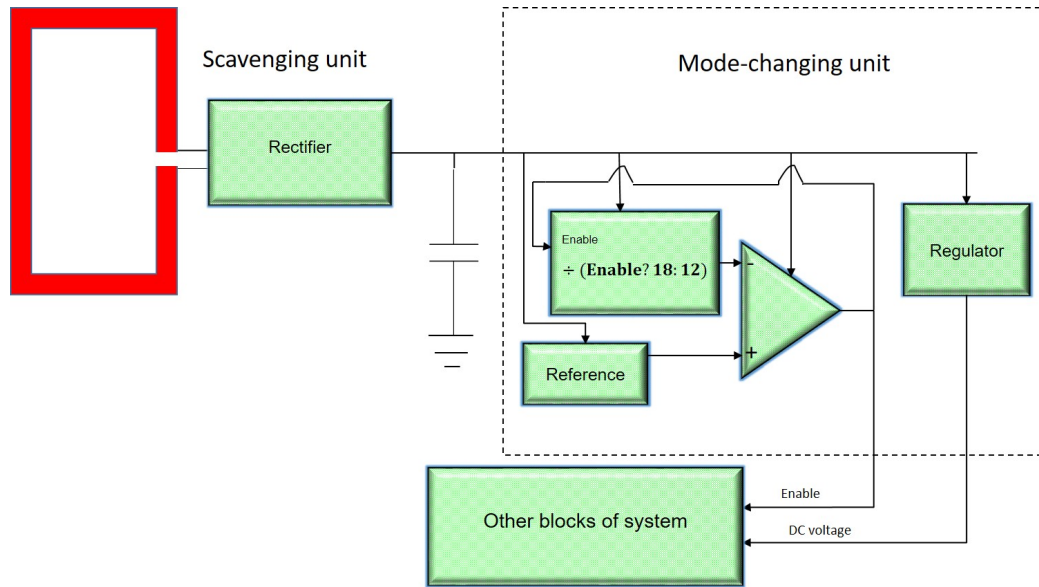 Scavenging unit
Mode-changing unit
Rectifier
Enable
÷ (Enable? 18: 12)
-
+
Reference
Regulator
Other blocks of system
Enable
DC voltage